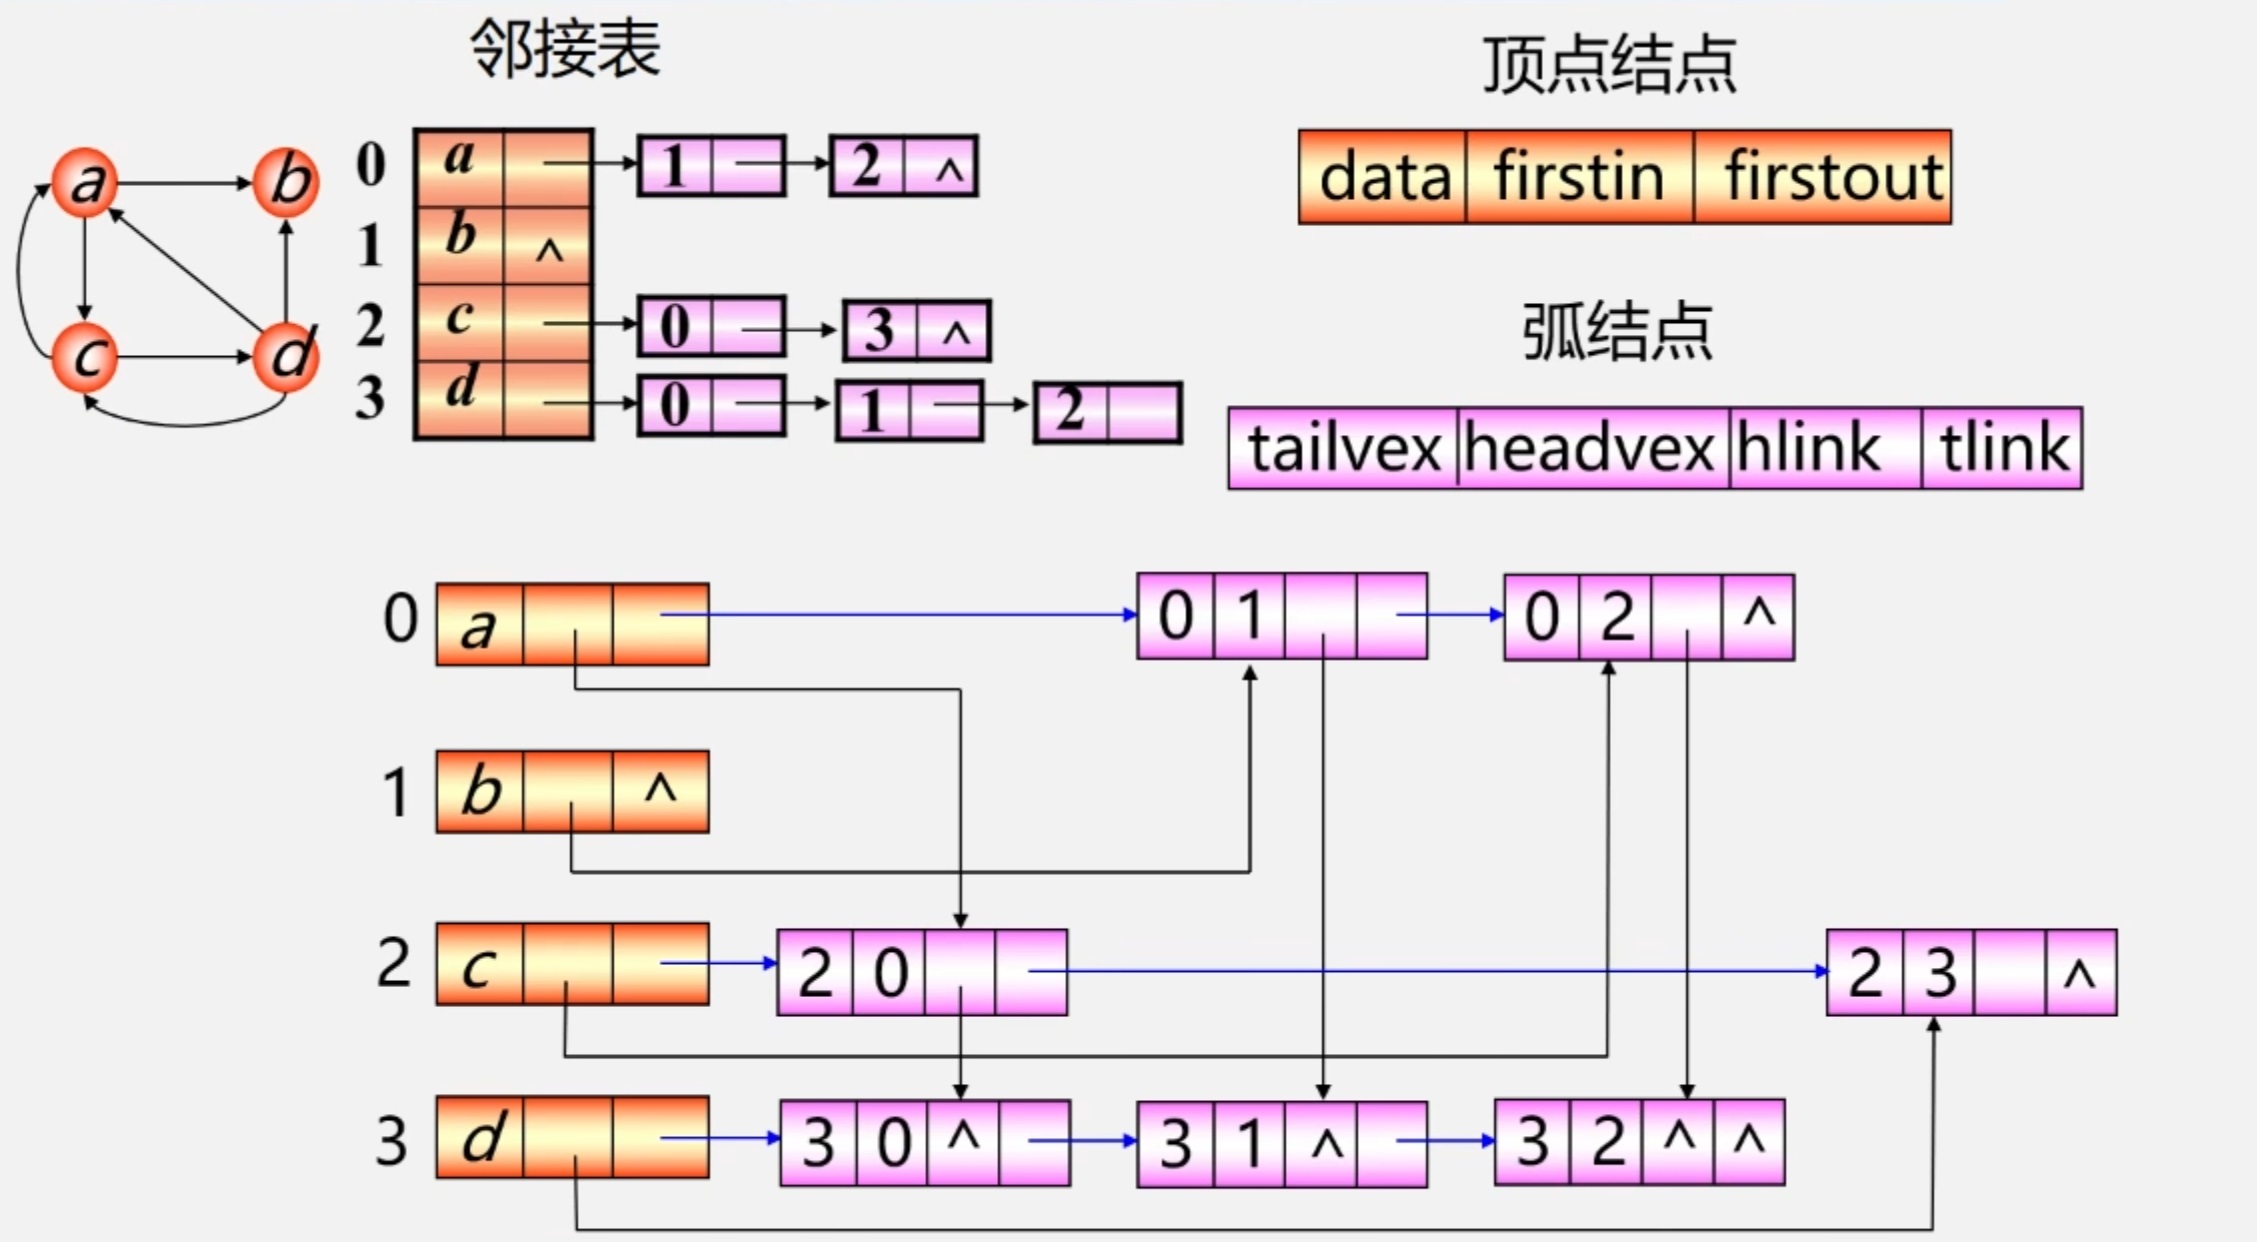 邻接表
a
b
c
d
0 a 1 2 ^
1 b ^
2 c 0 3 ^
3 d 0 1 2
顶点结点
data firstin firstout
弧结点
tailvex headvex hlink tlink
0 a 0 1 0 2 ^
1 b ^
2 c 2 0 2 3 ^
3 d 3 0 ^ 3 1 ^ 3 2 ^ ^